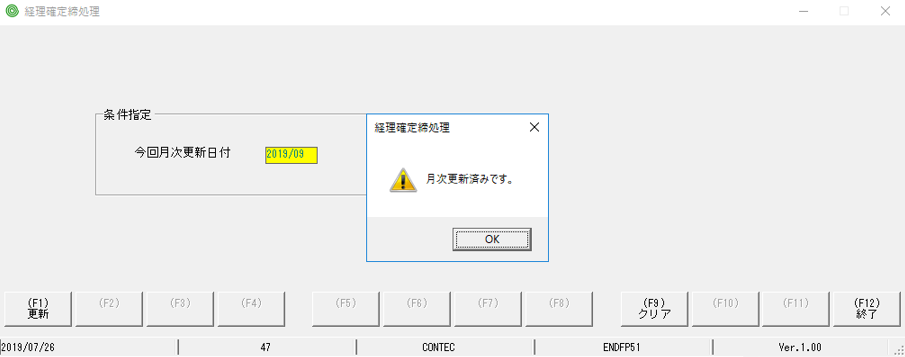 経理確定締処理
条件指定
今回月次更新日付 2019/09
経理確定締処理
月次更新済みです。
OK
(F1) (F2) (F3) (F4) (F5) (F6) (F7) (F8) (F9) (F10) (F11) (F12)
更新 クリア 終了
2019/07/26 47 CONTEC ENDFP51 Ver.1.00